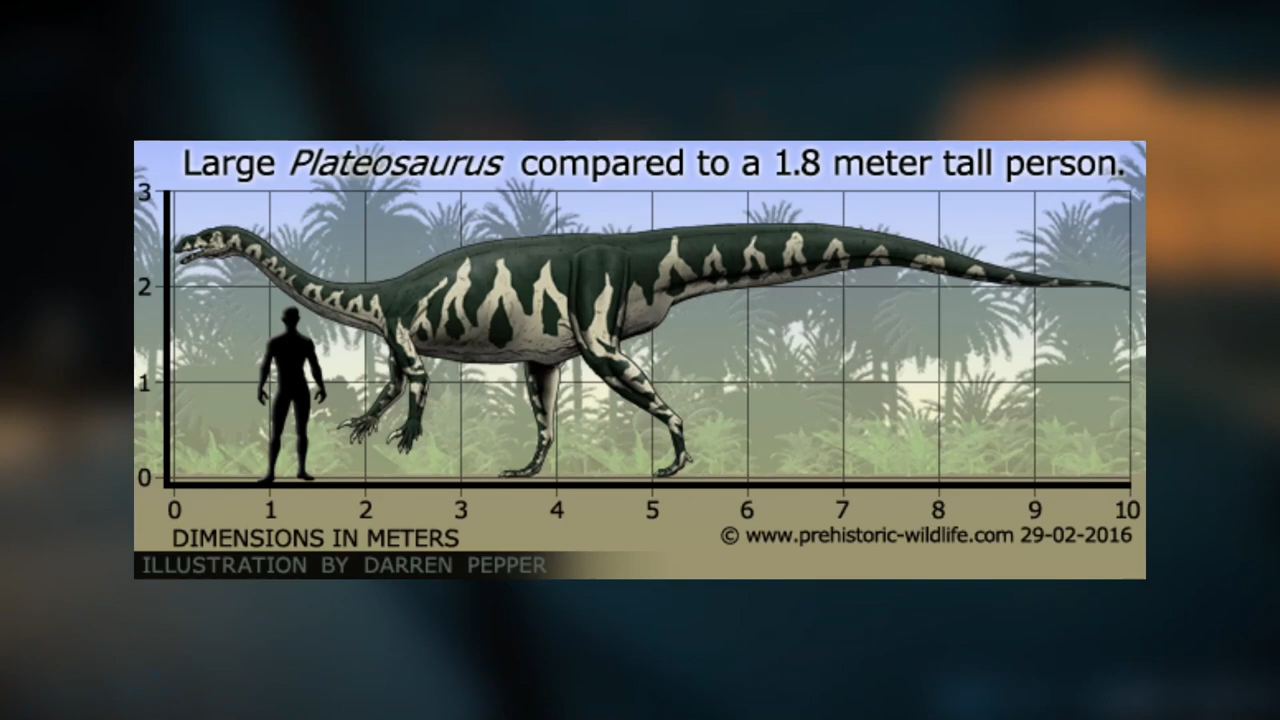 Large Plateosaurus compared to a 1.8 meter tall person.
3
2
1
0
0 1 2 3 4 5 6 7 8 9 10
DIMENSIONS IN METERS
© www.prehistoric-wildlife.com 29-02-2016
ILLUSTRATION BY DARREN PEPPER